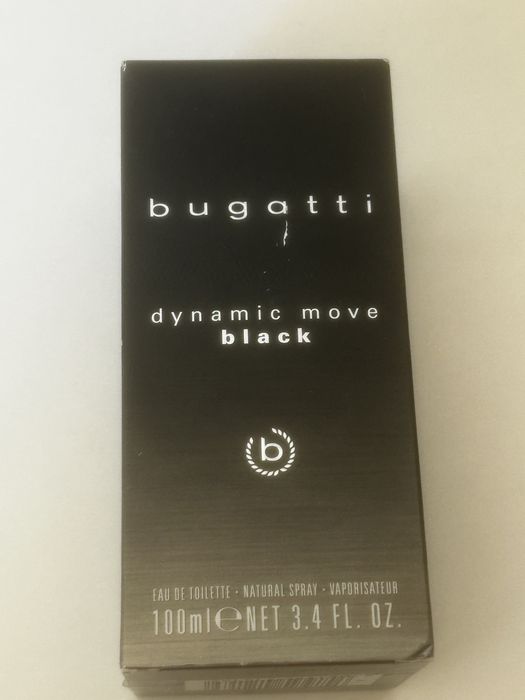 bugatti
dynamic move
black
b
EAU DE TOILETTE · NATURAL SPRAY · VAPORISATEUR
100ml ℮ NET 3.4 FL. OZ.